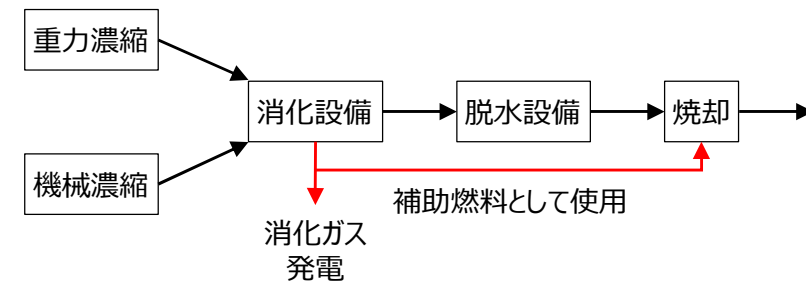 重力濃縮
消化設備
脱水設備
焼却
機械濃縮
補助燃料として使用
消化ガス
発電